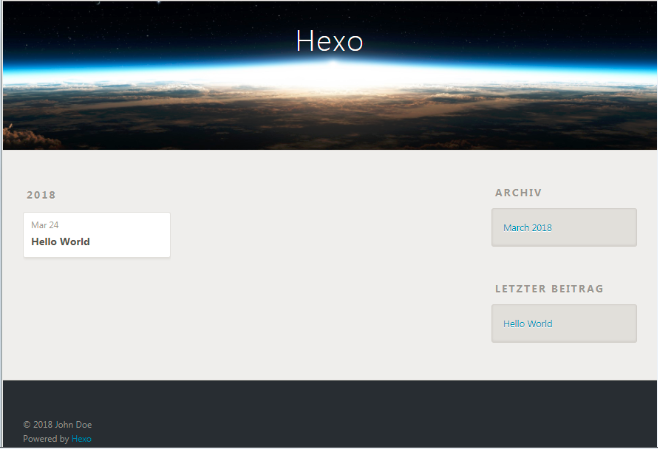 Hexo
2018
Mar 24
Hello World
ARCHIV
March 2018
LETZTER BEITRAG
Hello World
© 2018 John Doe
Powered by Hexo